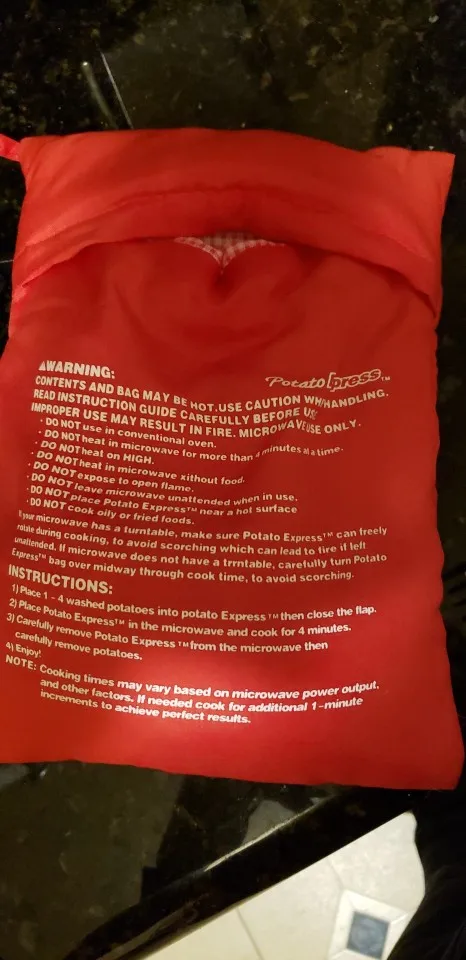 ⚠WARNING:
Potato Express™
CONTENTS AND BAG MAY BE HOT.USE CAUTION WH HANDLING.
READ INSTRUCTION GUIDE CAREFULLY BEFORE US
IMPROPER USE MAY RESULT IN FIRE. MICROWAVE USE ONLY.
· DO NOT use in conventional oven.
· DO NOT heat in microwave for more than 4 minutes at a time.
· DO NOT heat on HIGH.
· DO NOT heat in microwave xithout food.
· DO NOT expose to open flame.
· DO NOT leave microwave unattended when in use.
· DO NOT place Potato Express™ near a hot surface
· DO NOT cook oily or fried foods.
If your microwave has a turntable, make sure Potato Express™ can freely
rotate during cooking, to avoid scorching which can lead to fire if left
unattended. If microwave does not have a trrntable, carefully turn Potato
Express™ bag over midway through cook time, to avoid scorching.
INSTRUCTIONS:
1) Place 1 - 4 washed potatoes into potato Express™ then close the flap.
2) Place Potato Express™ in the microwave and cook for 4 minutes.
3) Carefully remove Potato Express™ from the microwave then
carefully remove potatoes.
4) Enjoy!
NOTE: Cooking times may vary based on microwave power output,
and other factors. If needed cook for additional 1-minute
increments to achieve perfect results.